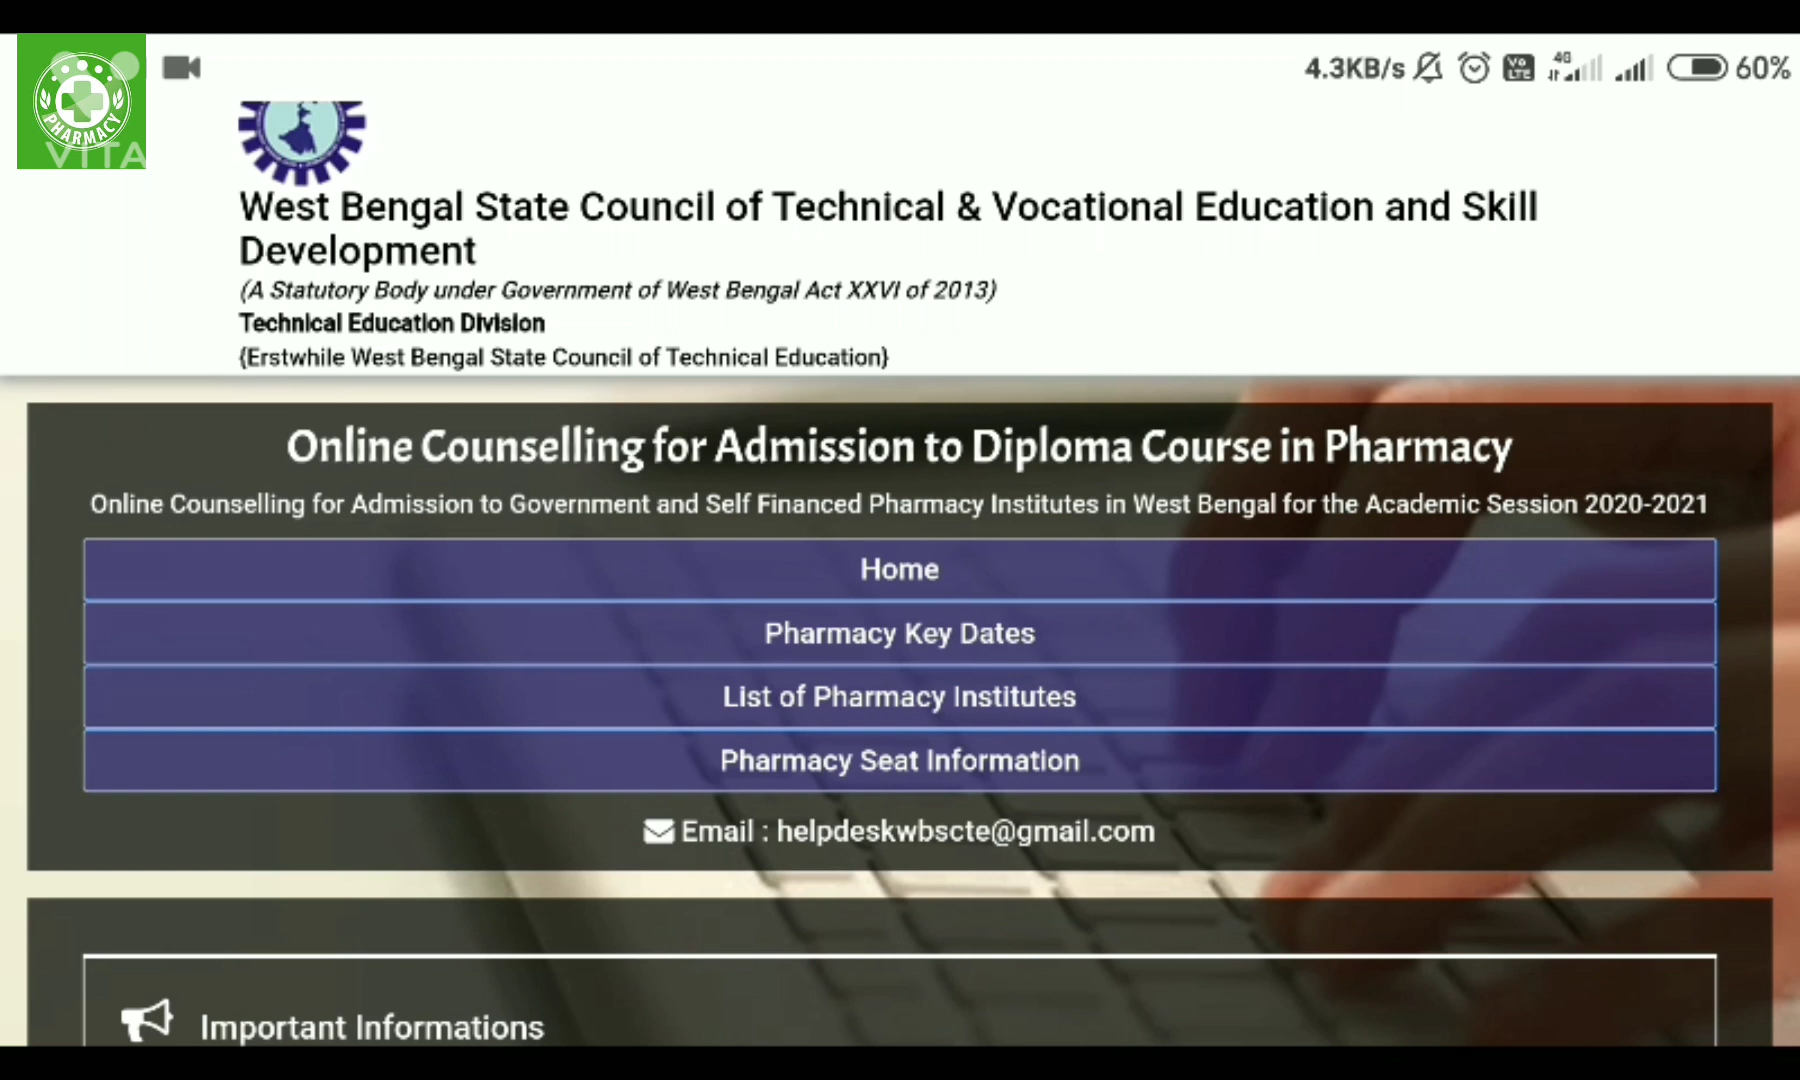 PHARMACY
VITA
4.3KB/s
4G
VoLTE
60%
West Bengal State Council of Technical & Vocational Education and Skill
Development
(A Statutory Body under Government of West Bengal Act XXVI of 2013)
Technical Education Division
{Erstwhile West Bengal State Council of Technical Education}
Online Counselling for Admission to Diploma Course in Pharmacy
Online Counselling for Admission to Government and Self Financed Pharmacy Institutes in West Bengal for the Academic Session 2020-2021
Home
Pharmacy Key Dates
List of Pharmacy Institutes
Pharmacy Seat Information
Email : helpdeskwbscte@gmail.com
Important Informations